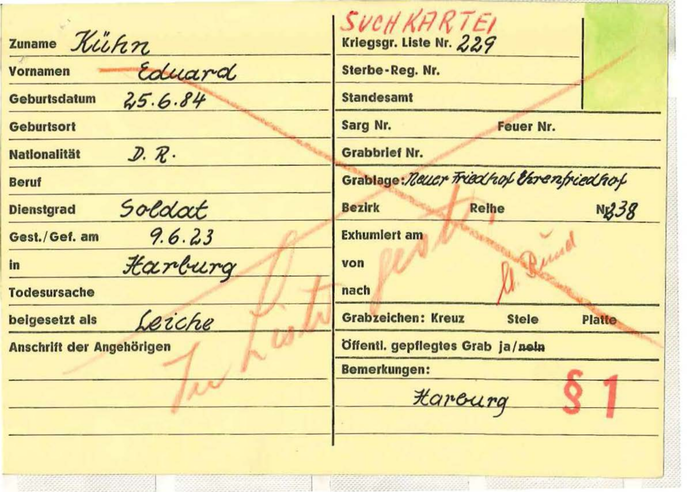 SUCHKARTEI
Zuname Kühn
Vornamen Eduard
Geburtsdatum 25.6.84
Geburtsort
Nationalität D. R.
Beruf
Dienstgrad Soldat
Gest./Gef. am 9.6.23
in Harburg
Todesursache
beigesetzt als Leiche
Anschrift der Angehörigen
Kriegsgr. Liste Nr. 229
Sterbe-Reg. Nr.
Standesamt
Sarg Nr. Feuer Nr.
Grabbrief Nr.
Grablage: Neuer Friedhof Ehrenfriedhof
Bezirk Reihe Nr. 238
Exhumiert am
von
nach
Grabzeichen: Kreuz Stele Platte
Öffentl. gepflegtes Grab ja/nein
Bemerkungen:
Harburg
§ 1
In Liste gestr.